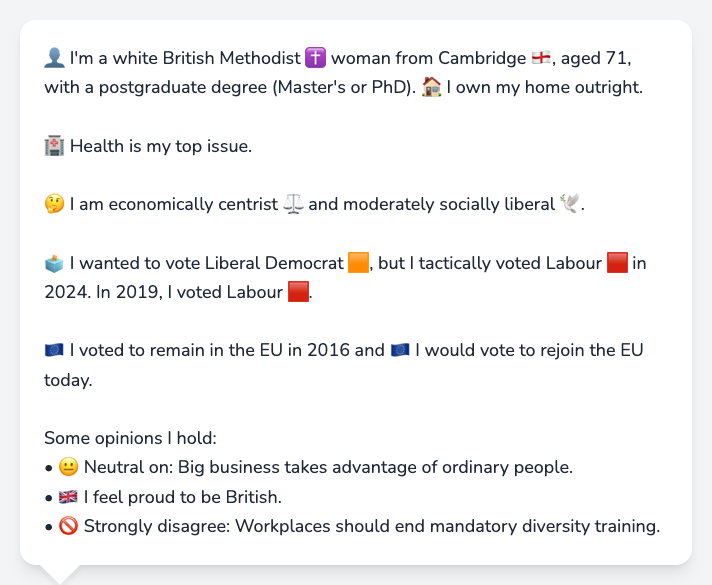 👤 I'm a white British Methodist ✝️ woman from Cambridge 🏴󠁧󠁢󠁥󠁮󠁧󠁿, aged 71,
with a postgraduate degree (Master's or PhD). 🏠 I own my home outright.
🏥 Health is my top issue.
🤔 I am economically centrist ⚖️ and moderately socially liberal 🕊️.
🗳️ I wanted to vote Liberal Democrat 🟧, but I tactically voted Labour 🟥 in
2024. In 2019, I voted Labour 🟥.
🇪🇺 I voted to remain in the EU in 2016 and 🇪🇺 I would vote to rejoin the EU
today.
Some opinions I hold:
• 😐 Neutral on: Big business takes advantage of ordinary people.
• 🇬🇧 I feel proud to be British.
• 🚫 Strongly disagree: Workplaces should end mandatory diversity training.